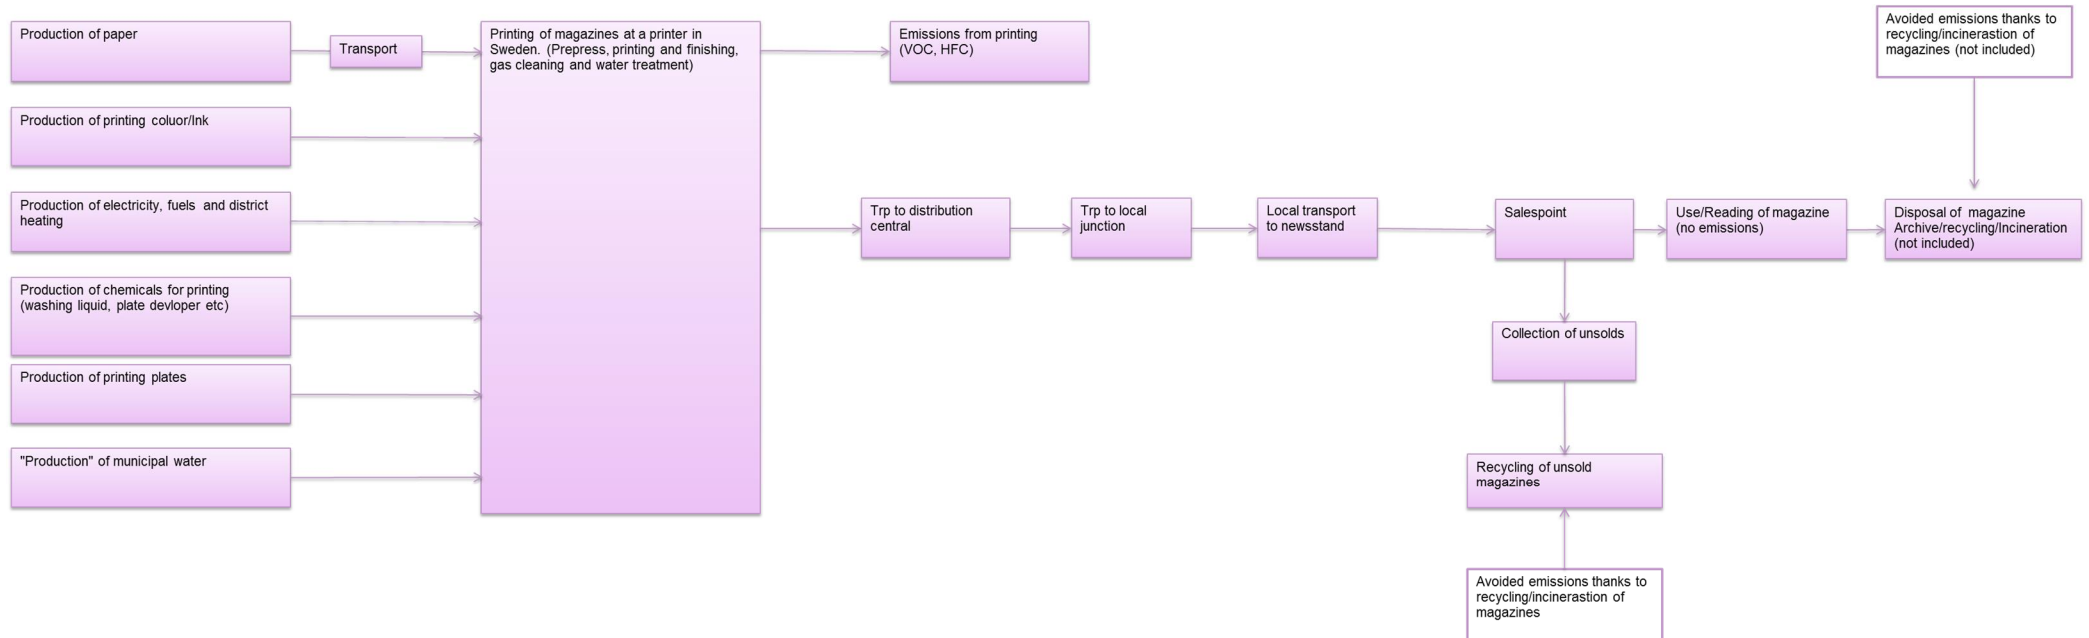 Production of paper
Transport
Printing of magazines at a printer in
Sweden. (Prepress, printing and finishing,
gas cleaning and water treatment)
Emissions from printing
(VOC, HFC)
Avoided emissions thanks to
recycling/incinerastion of
magazines (not included)
Production of printing coluor/Ink
Production of electricity, fuels and district
heating
Production of chemicals for printing
(washing liquid, plate devloper etc)
Production of printing plates
"Production" of municipal water
Trp to distribution
central
Trp to local
junction
Local transport
to newsstand
Salespoint
Use/Reading of magazine
(no emissions)
Disposal of magazine
Archive/recycling/Incineration
(not included)
Collection of unsolds
Recycling of unsold
magazines
Avoided emissions thanks to
recycling/incinerastion of
magazines